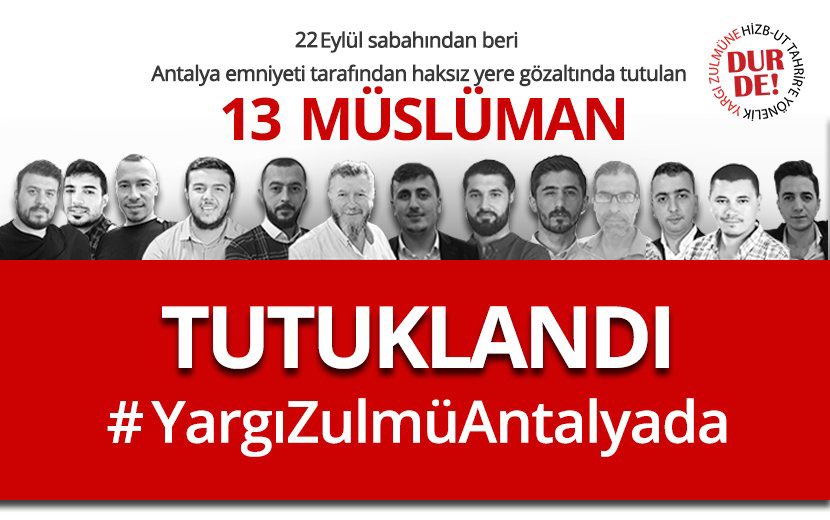 22 Eylül sabahından beri
Antalya emniyeti tarafından haksız yere gözaltında tutulan
13 MÜSLÜMAN
YARGI ZULMÜNE HİZB-UT TAHRİR'E YÖNELİK
DUR
DE!
TUTUKLANDI
# YargıZulmüAntalyada